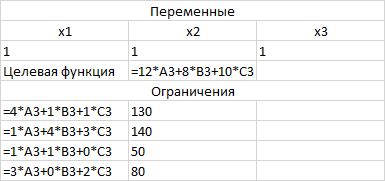 Переменные
x1 x2 x3
1 1 1
Целевая функция =12*A3+8*B3+10*C3
Ограничения
=4*A3+1*B3+1*C3 130
=1*A3+4*B3+3*C3 140
=1*A3+1*B3+0*C3 50
=3*A3+0*B3+2*C3 80